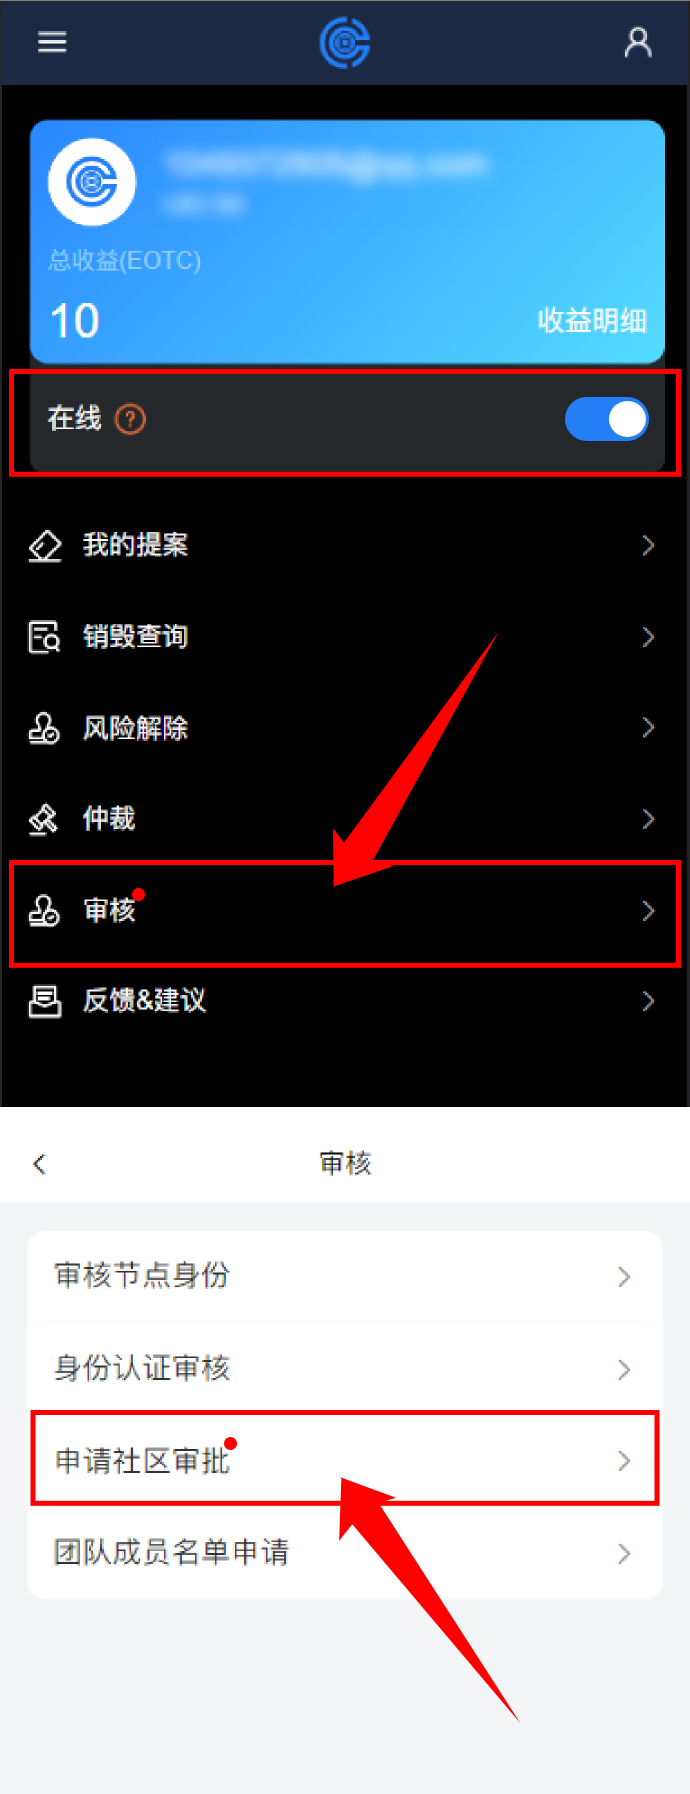 总收益(EOTC)
10
收益明细
在线 ?
我的提案
销毁查询
风险解除
仲裁
审核
反馈&建议
审核
审核节点身份
身份认证审核
申请社区审批
团队成员名单申请